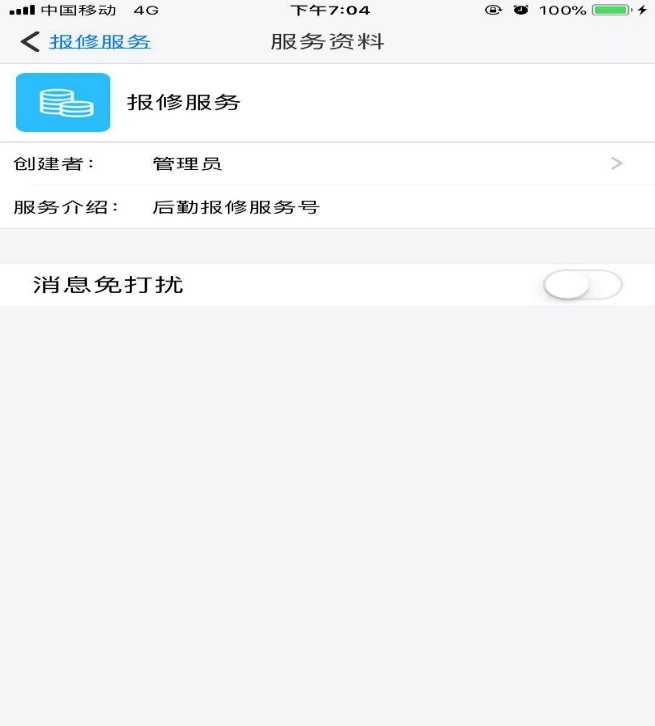 中国移动 4G 下午7:04 100%
报修服务 服务资料
报修服务
创建者: 管理员
服务介绍: 后勤报修服务号
消息免打扰